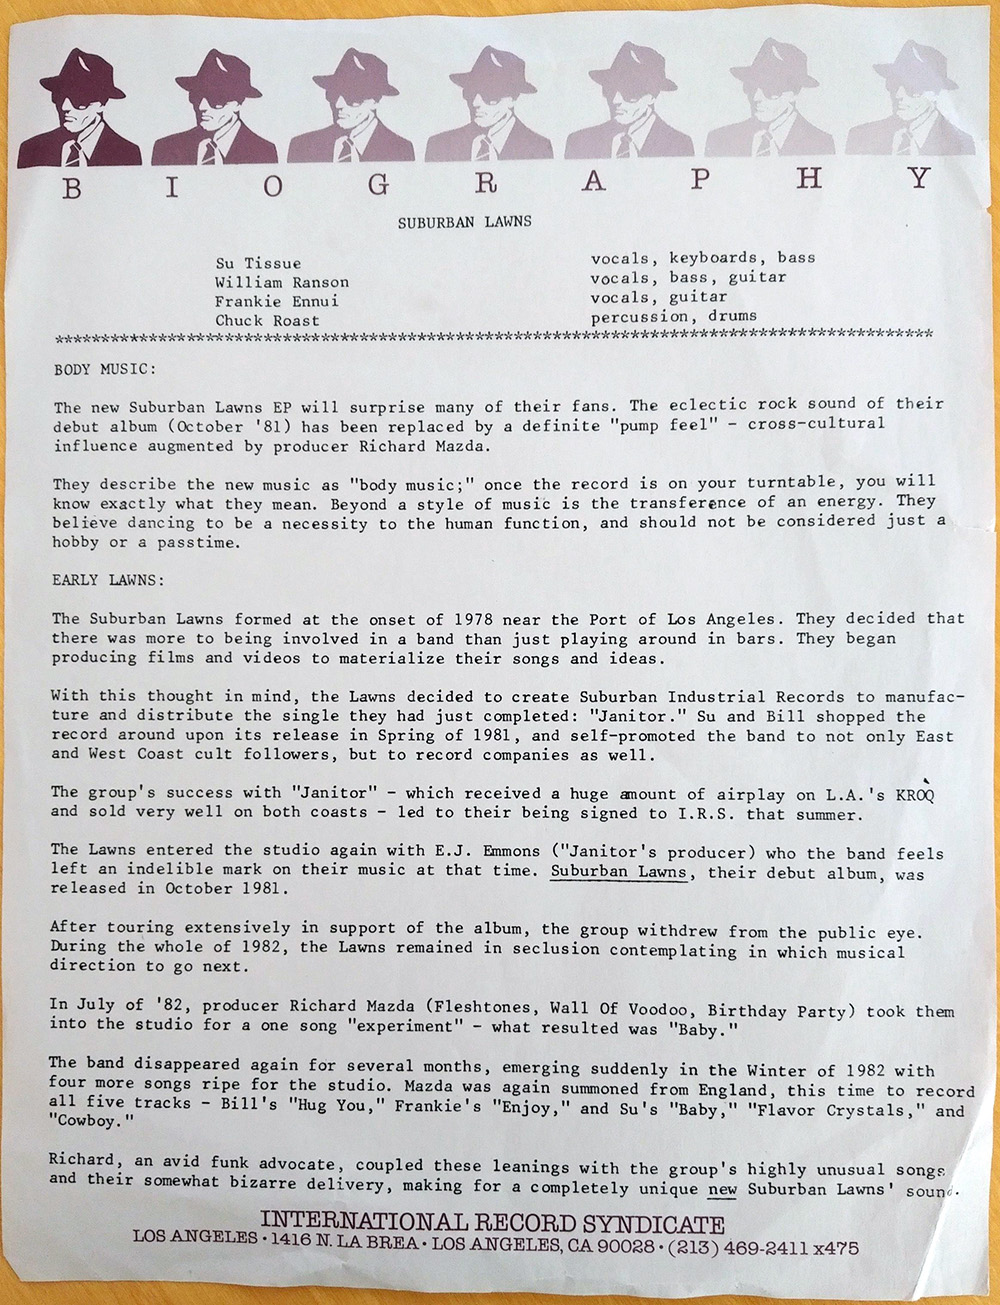 B I O G R A P H Y
SUBURBAN LAWNS
Su Tissue vocals, keyboards, bass
William Ranson vocals, bass, guitar
Frankie Ennui vocals, guitar
Chuck Roast percussion, drums
************************************************************************************************
BODY MUSIC:
The new Suburban Lawns EP will surprise many of their fans. The eclectic rock sound of their
debut album (October '81) has been replaced by a definite "pump feel" - cross-cultural
influence augmented by producer Richard Mazda.
They describe the new music as "body music;" once the record is on your turntable, you will
know exactly what they mean. Beyond a style of music is the transference of an energy. They
believe dancing to be a necessity to the human function, and should not be considered just a
hobby or a passtime.
EARLY LAWNS:
The Suburban Lawns formed at the onset of 1978 near the Port of Los Angeles. They decided that
there was more to being involved in a band than just playing around in bars. They began
producing films and videos to materialize their songs and ideas.
With this thought in mind, the Lawns decided to create Suburban Industrial Records to manufac-
ture and distribute the single they had just completed: "Janitor." Su and Bill shopped the
record around upon its release in Spring of 1981, and self-promoted the band to not only East
and West Coast cult followers, but to record companies as well.
The group's success with "Janitor" - which received a huge amount of airplay on L.A.'s KROQ
and sold very well on both coasts - led to their being signed to I.R.S. that summer.
The Lawns entered the studio again with E.J. Emmons ("Janitor's producer) who the band feels
left an indelible mark on their music at that time. Suburban Lawns, their debut album, was
released in October 1981.
After touring extensively in support of the album, the group withdrew from the public eye.
During the whole of 1982, the Lawns remained in seclusion contemplating in which musical
direction to go next.
In July of '82, producer Richard Mazda (Fleshtones, Wall Of Voodoo, Birthday Party) took them
into the studio for a one song "experiment" - what resulted was "Baby."
The band disappeared again for several months, emerging suddenly in the Winter of 1982 with
four more songs ripe for the studio. Mazda was again summoned from England, this time to record
all five tracks - Bill's "Hug You," Frankie's "Enjoy," and Su's "Baby," "Flavor Crystals," and
"Cowboy."
Richard, an avid funk advocate, coupled these leanings with the group's highly unusual songs
and their somewhat bizarre delivery, making for a completely unique new Suburban Lawns' sound.
INTERNATIONAL RECORD SYNDICATE
LOS ANGELES • 1416 N. LA BREA • LOS ANGELES, CA 90028 • (213) 469-2411 x475